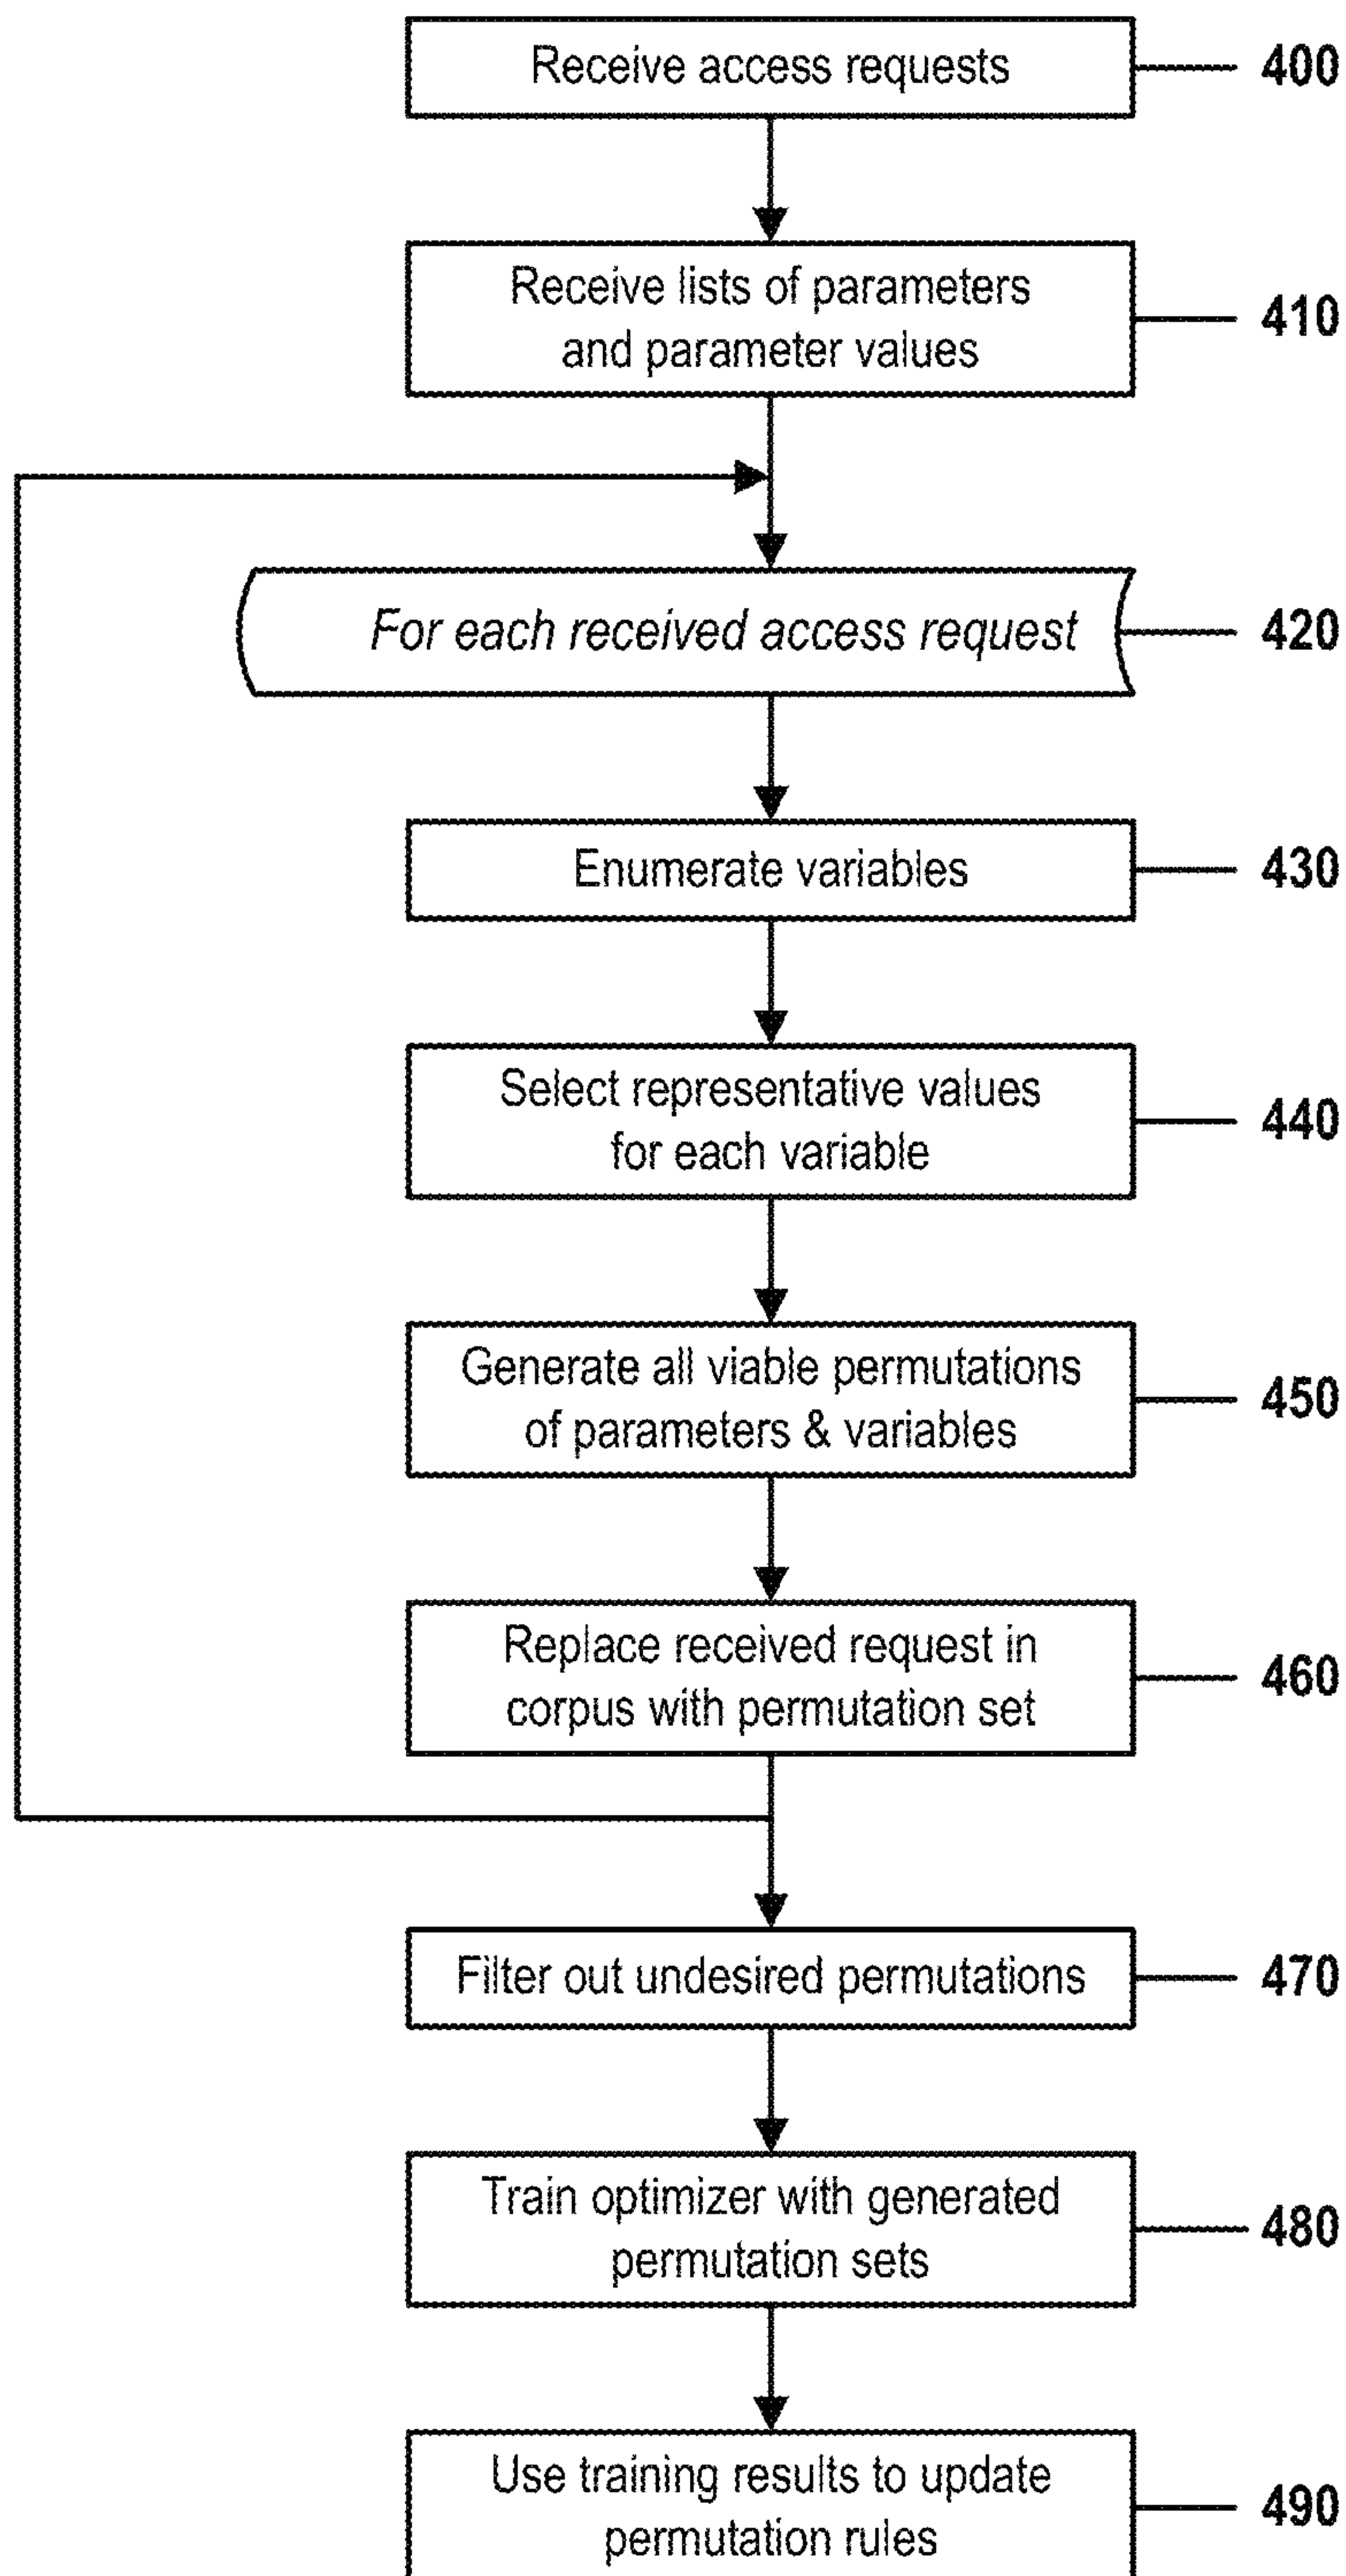 Receive access requests
400
Receive lists of parameters
and parameter values
410
For each received access request
420
Enumerate variables
430
Select representative values
for each variable
440
Generate all viable permutations
of parameters & variables
450
Replace received request in
corpus with permutation set
460
Filter out undesired permutations
470
Train optimizer with generated
permutation sets
480
Use training results to update
permutation rules
490